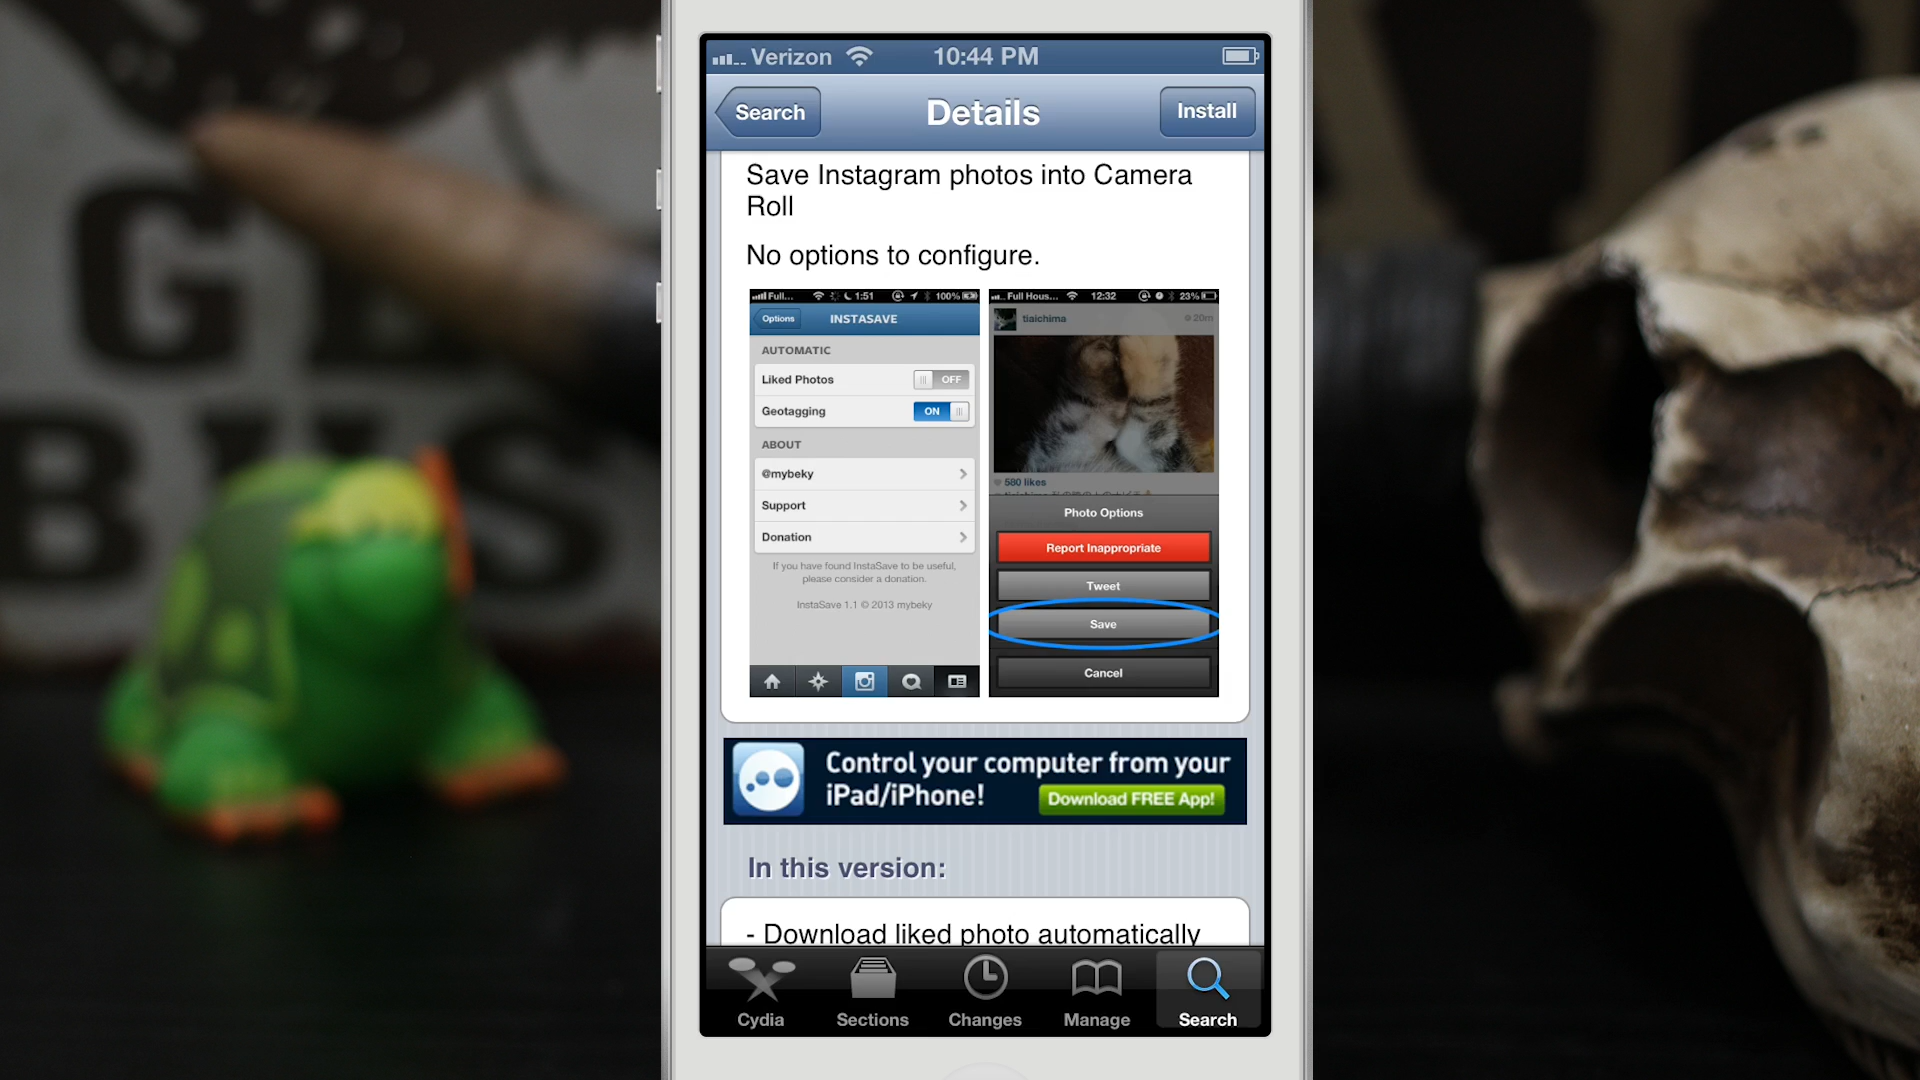 Verizon 10:44 PM
Search Details Install
Save Instagram photos into Camera
Roll
No options to configure.
Full... 1:51 100%
Options INSTASAVE
AUTOMATIC
Liked Photos OFF
Geotagging ON
ABOUT
@mybeky
Support
Donation
If you have found InstaSave to be useful,
please consider a donation.
InstaSave 1.1 © 2013 mybeky
Full Hous... 12:32 23%
tiaichima 20m
580 likes
tiaichima
Photo Options
Report Inappropriate
Tweet
Save
Cancel
Control your computer from your
iPad/iPhone!
Download FREE App!
In this version:
- Download liked photo automatically
Cydia Sections Changes Manage Search